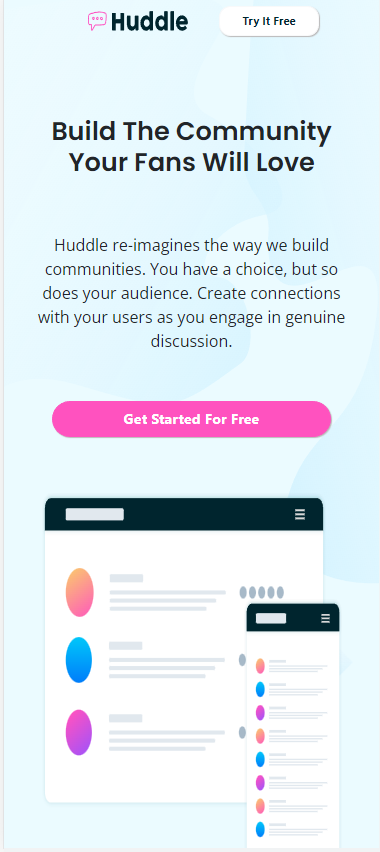 Huddle
Try It Free
Build The Community
Your Fans Will Love
Huddle re-imagines the way we build
communities. You have a choice, but so
does your audience. Create connections
with your users as you engage in genuine
discussion.
Get Started For Free